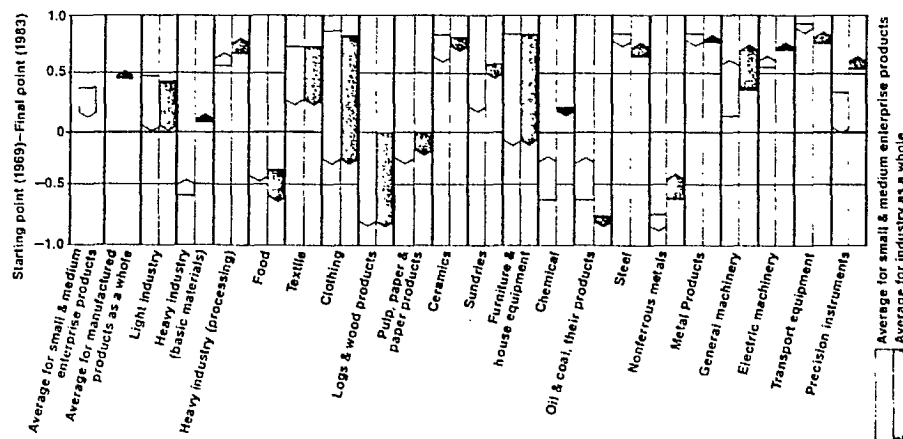 Starting point (1969)–Final point (1983)
1.0
0.5
0
−0.5
−1.0
Average for small & medium
enterprise products
Average for manufactured
products as a whole
Light industry
Heavy industry
(basic materials)
Heavy industry (processing)
Food
Textile
Clothing
Logs & wood products
Pulp, paper &
paper products
Ceramics
Sundries
Furniture &
house equipment
Chemical
Oil & coal, their products
Steel
Nonferrous metals
Metal Products
General machinery
Electric machinery
Transport equipment
Precision instruments
Average for small & medium enterprise products
Average for industry as a whole